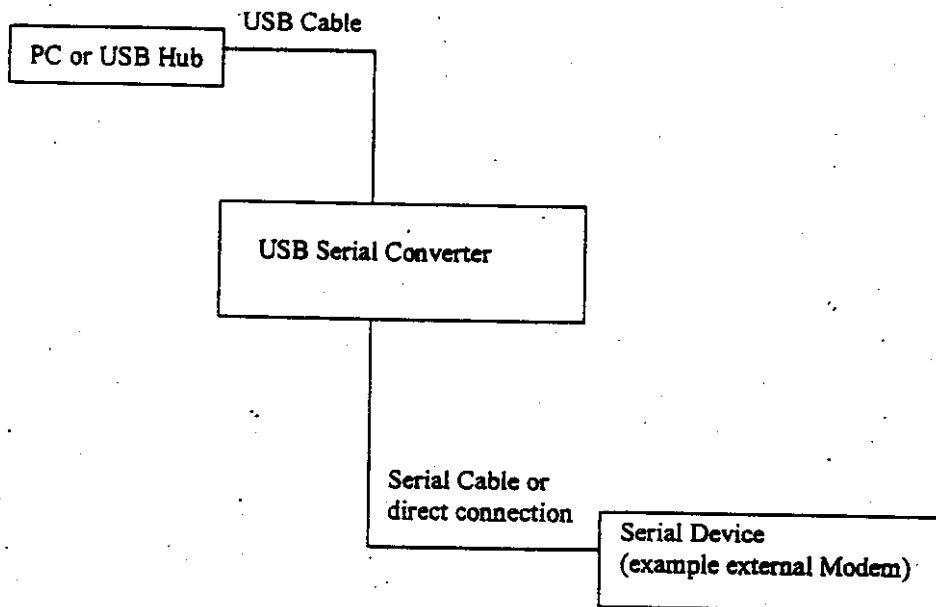 USB Cable
PC or USB Hub
USB Serial Converter
Serial Cable or
direct connection
Serial Device
(example external Modem)